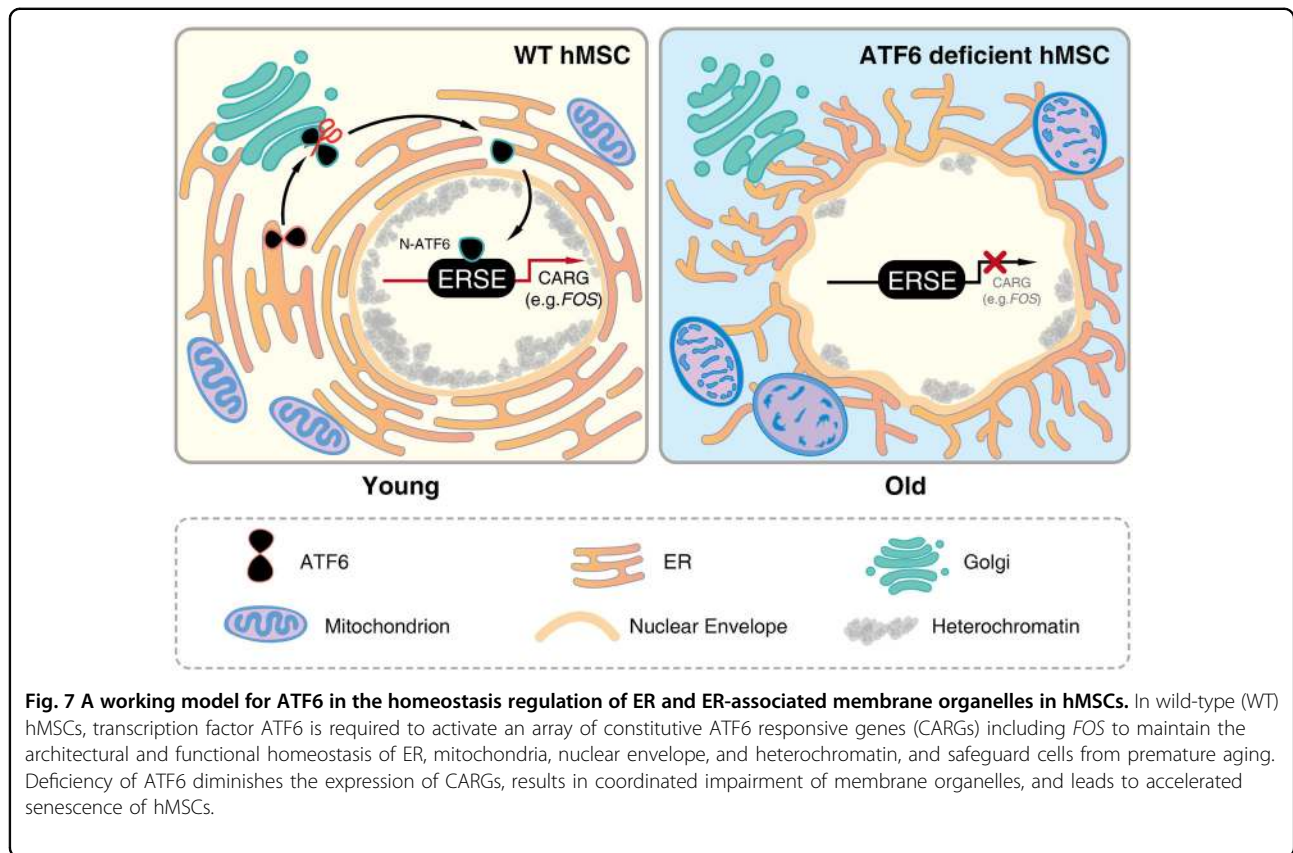 WT hMSC
ATF6 deficient hMSC
N-ATF6
ERSE
CARG
(e.g.FOS)
ERSE
CARG
(e.g.FOS)
Young
Old
ATF6
ER
Golgi
Mitochondrion
Nuclear Envelope
Heterochromatin
Fig. 7 A working model for ATF6 in the homeostasis regulation of ER and ER-associated membrane organelles in hMSCs. In wild-type (WT)
hMSCs, transcription factor ATF6 is required to activate an array of constitutive ATF6 responsive genes (CARGs) including FOS to maintain the
architectural and functional homeostasis of ER, mitochondria, nuclear envelope, and heterochromatin, and safeguard cells from premature aging.
Deficiency of ATF6 diminishes the expression of CARGs, results in coordinated impairment of membrane organelles, and leads to accelerated
senescence of hMSCs.